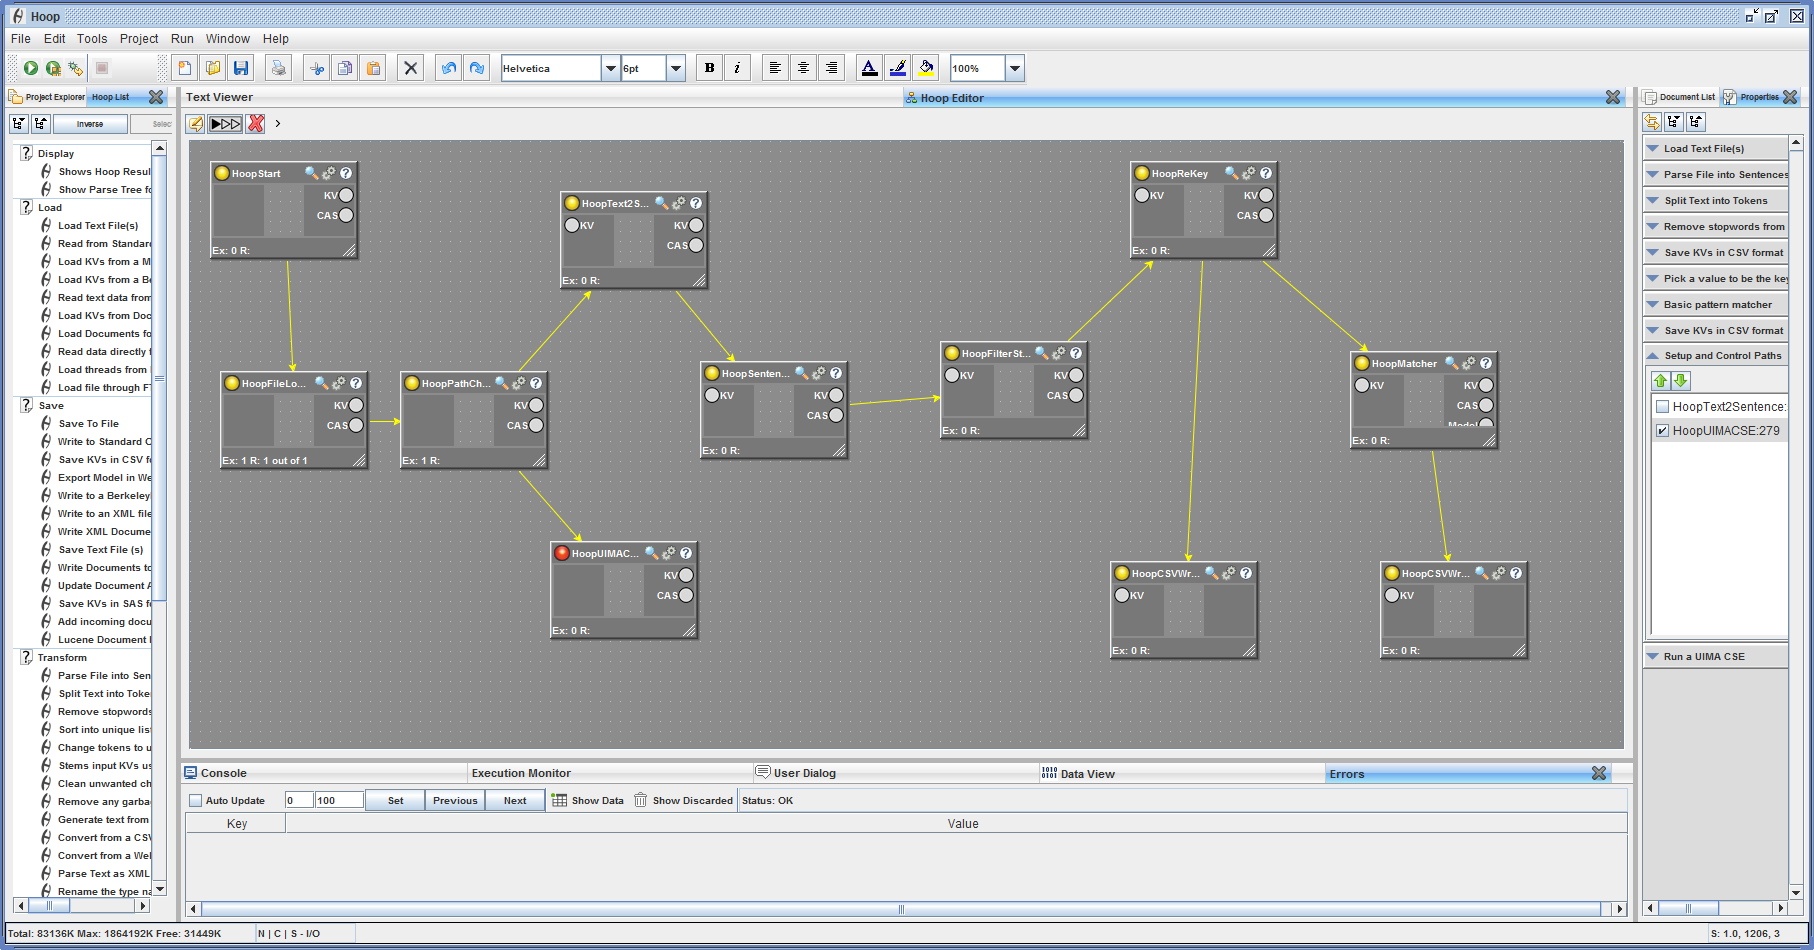 Hoop
File Edit Tools Project Run Window Help
Helvetica 6pt B i A 100%
Project Explorer Hoop List
Inverse Selec
Display
Shows Hoop Resul
Show Parse Tree fo
Load
Load Text File(s)
Read from Standard
Load KVs from a M
Load KVs from a Be
Read text data from
Load KVs from Doc
Load Documents fo
Read data directly f
Load threads from
Load file through FT
Save
Save To File
Write to Standard O
Save KVs in CSV fo
Export Model in We
Write to a Berkeley
Write to an XML file
Write XML Docume
Save Text File (s)
Write Documents to
Update Document A
Save KVs in SAS fo
Add incoming docu
Lucene Document I
Transform
Parse File into Sen
Split Text into Toke
Remove stopwords
Sort into unique list
Change tokens to u
Stems input KVs us
Clean unwanted ch
Remove any garba
Generate text from
Convert from a CSV
Convert from a Wel
Parse Text as XML
Rename the type na
Text Viewer
Hoop Editor
HoopStart
KV
CAS
Ex: 0 R:
HoopText2S...
KV KV
CAS
Ex: 0 R:
HoopReKey
KV KV
CAS
Ex: 0 R:
HoopFileLo...
KV
CAS
Ex: 1 R: 1 out of 1
HoopPathCh...
KV
CAS
Ex: 1 R:
HoopSenten...
KV KV
CAS
Ex: 0 R:
HoopFilterSt...
KV KV
CAS
Ex: 0 R:
HoopMatcher
KV KV
CAS
Model
Ex: 0 R:
HoopUIMAC...
KV
CAS
Ex: 0 R:
HoopCSVWr...
KV
Ex: 0 R:
HoopCSVWr...
KV
Ex: 0 R:
Console Execution Monitor User Dialog Data View Errors
Auto Update 0 100 Set Previous Next Show Data Show Discarded Status: OK
Key Value
Document List Properties
Load Text File(s)
Parse File into Sentences
Split Text into Tokens
Remove stopwords from
Save KVs in CSV format
Pick a value to be the key
Basic pattern matcher
Save KVs in CSV format
Setup and Control Paths
HoopText2Sentence:
HoopUIMACSE:279
Run a UIMA CSE
Total: 83136K Max: 1864192K Free: 31449K N | C | S - I/O S: 1.0, 1206, 3